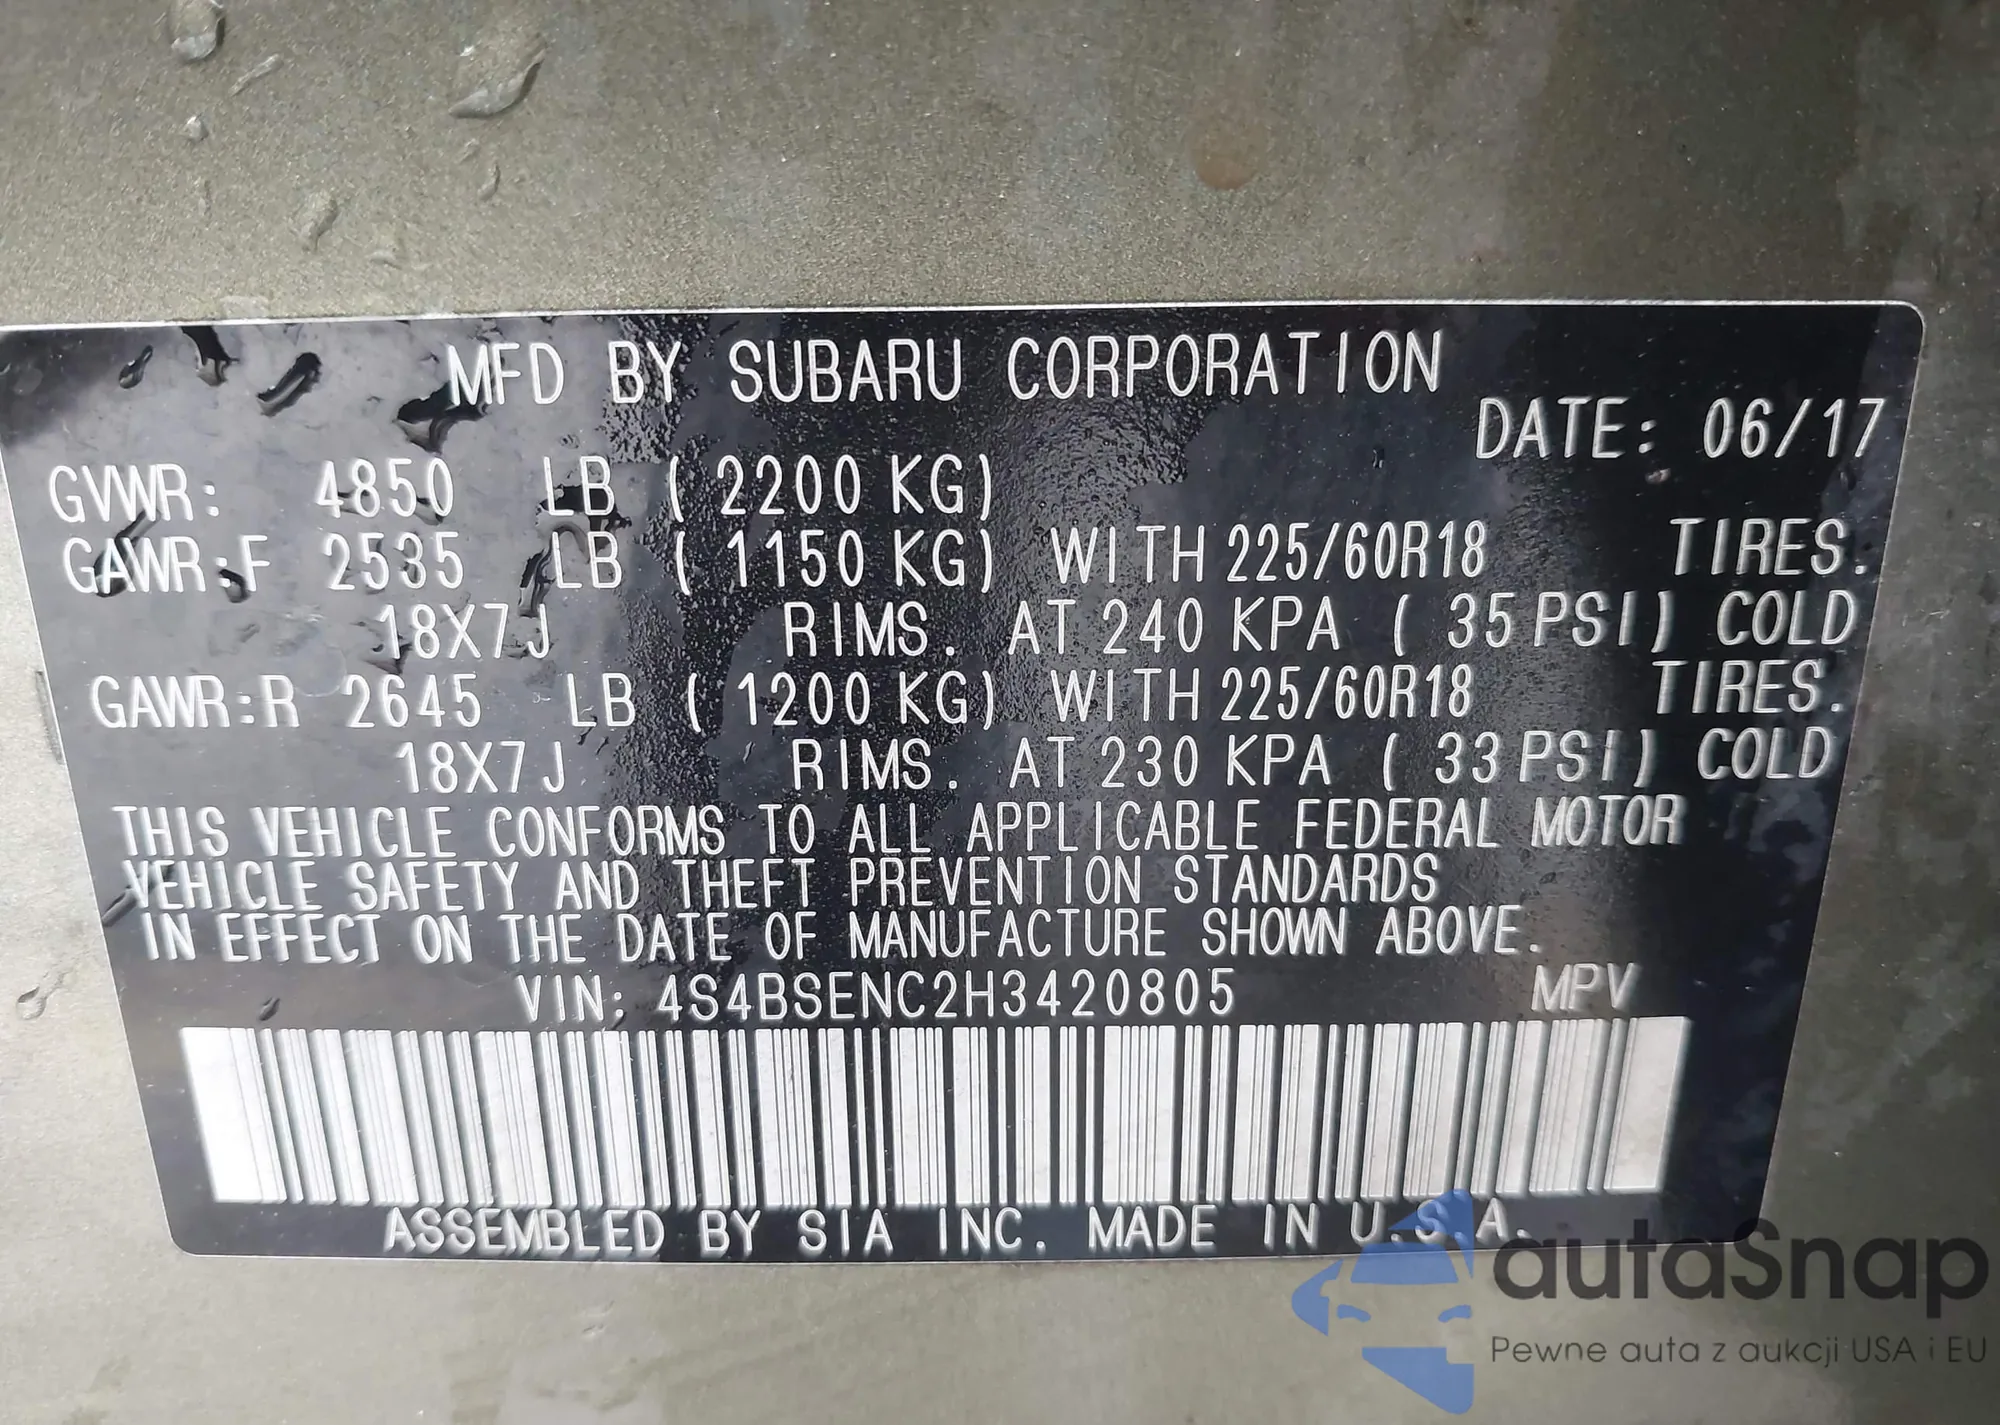 MFD BY SUBARU CORPORATION
DATE: 06/17
GVWR: 4850 LB ( 2200 KG)
GAWR:F 2535 LB ( 1150 KG) WITH 225/60R18 TIRES.
18X7J RIMS. AT 240 KPA ( 35 PSI) COLD
GAWR:R 2645 LB ( 1200 KG) WITH 225/60R18 TIRES.
18X7J RIMS. AT 230 KPA ( 33 PSI) COLD
THIS VEHICLE CONFORMS TO ALL APPLICABLE FEDERAL MOTOR
VEHICLE SAFETY AND THEFT PREVENTION STANDARDS
IN EFFECT ON THE DATE OF MANUFACTURE SHOWN ABOVE.
VIN: 4S4BSENC2H3420805 MPV
ASSEMBLED BY SIA INC. MADE IN U.S.A.
autaSnap
Pewne auta z aukcji USA i EU